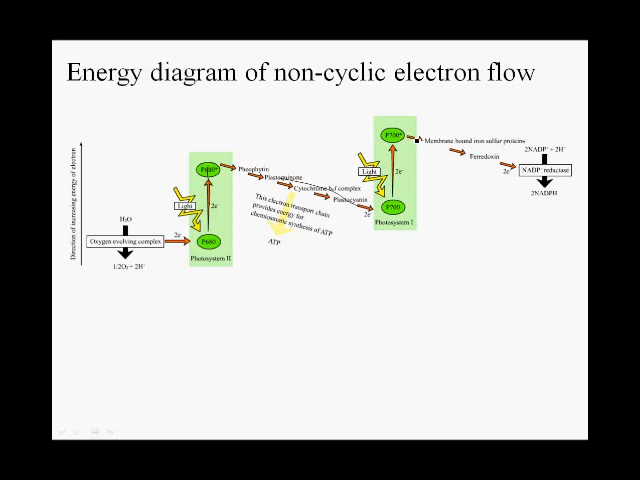 Energy diagram of non-cyclic electron flow
Direction of increasing energy of electron
H₂O
Oxygen evolving complex
1/2O₂ + 2H⁺
2e⁻
P680*
Light
2e⁻
P680
Photosystem II
Pheophytin
Plastoquinone
Cytochrome b₆f complex
Plastocyanin
This electron transport chain
provides energy for
chemiosmotic synthesis of ATP
ATP
2e⁻
P700*
Light
2e⁻
P700
Photosystem I
Membrane bound iron sulfur proteins
Ferredoxin
2e⁻
2NADP⁺ + 2H⁺
NADP⁺ reductase
2NADPH